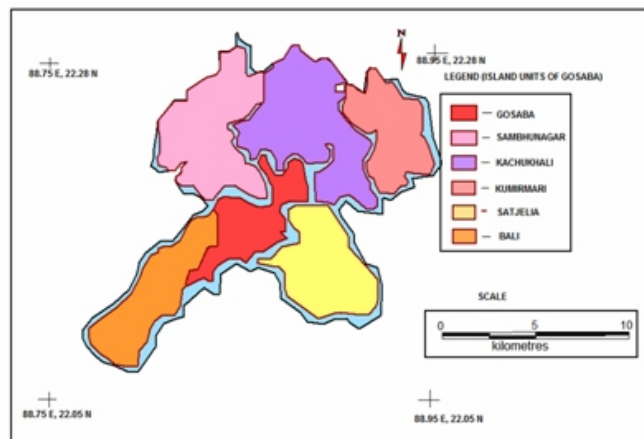 N
88.75 E, 22.28 N
88.95 E, 22.28 N
LEGEND (ISLAND UNITS OF GOSABA)
— GOSABA
— SAMBHUNAGAR
— KACHUKHALI
— KUMIRMARI
- SATJELIA
— BALI
SCALE
0 5 10
kilometres
88.75 E, 22.05 N
88.95 E, 22.05 N